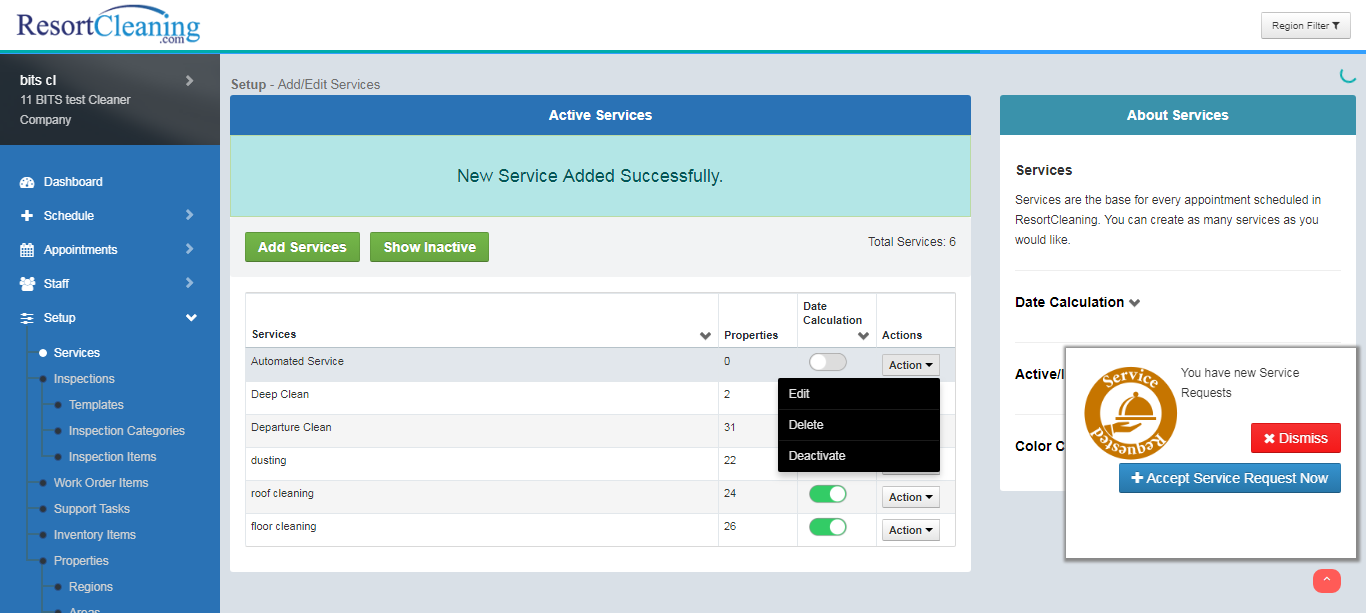 ResortCleaning
.com
Region Filter
bits cl
11 BITS test Cleaner
Company
Dashboard
Schedule
Appointments
Staff
Setup
Services
Inspections
Templates
Inspection Categories
Inspection Items
Work Order Items
Support Tasks
Inventory Items
Properties
Regions
Areas
Setup - Add/Edit Services
Active Services
New Service Added Successfully.
Add Services
Show Inactive
Total Services: 6
Services
Properties
Date
Calculation
Actions
Automated Service
0
Action
Deep Clean
2
Departure Clean
31
dusting
22
roof cleaning
24
Action
floor cleaning
26
Action
Edit
Delete
Deactivate
About Services
Services
Services are the base for every appointment scheduled in
ResortCleaning. You can create as many services as you
would like.
Date Calculation
Active/
Color C
Service
Requested
You have new Service
Requests
Dismiss
Accept Service Request Now